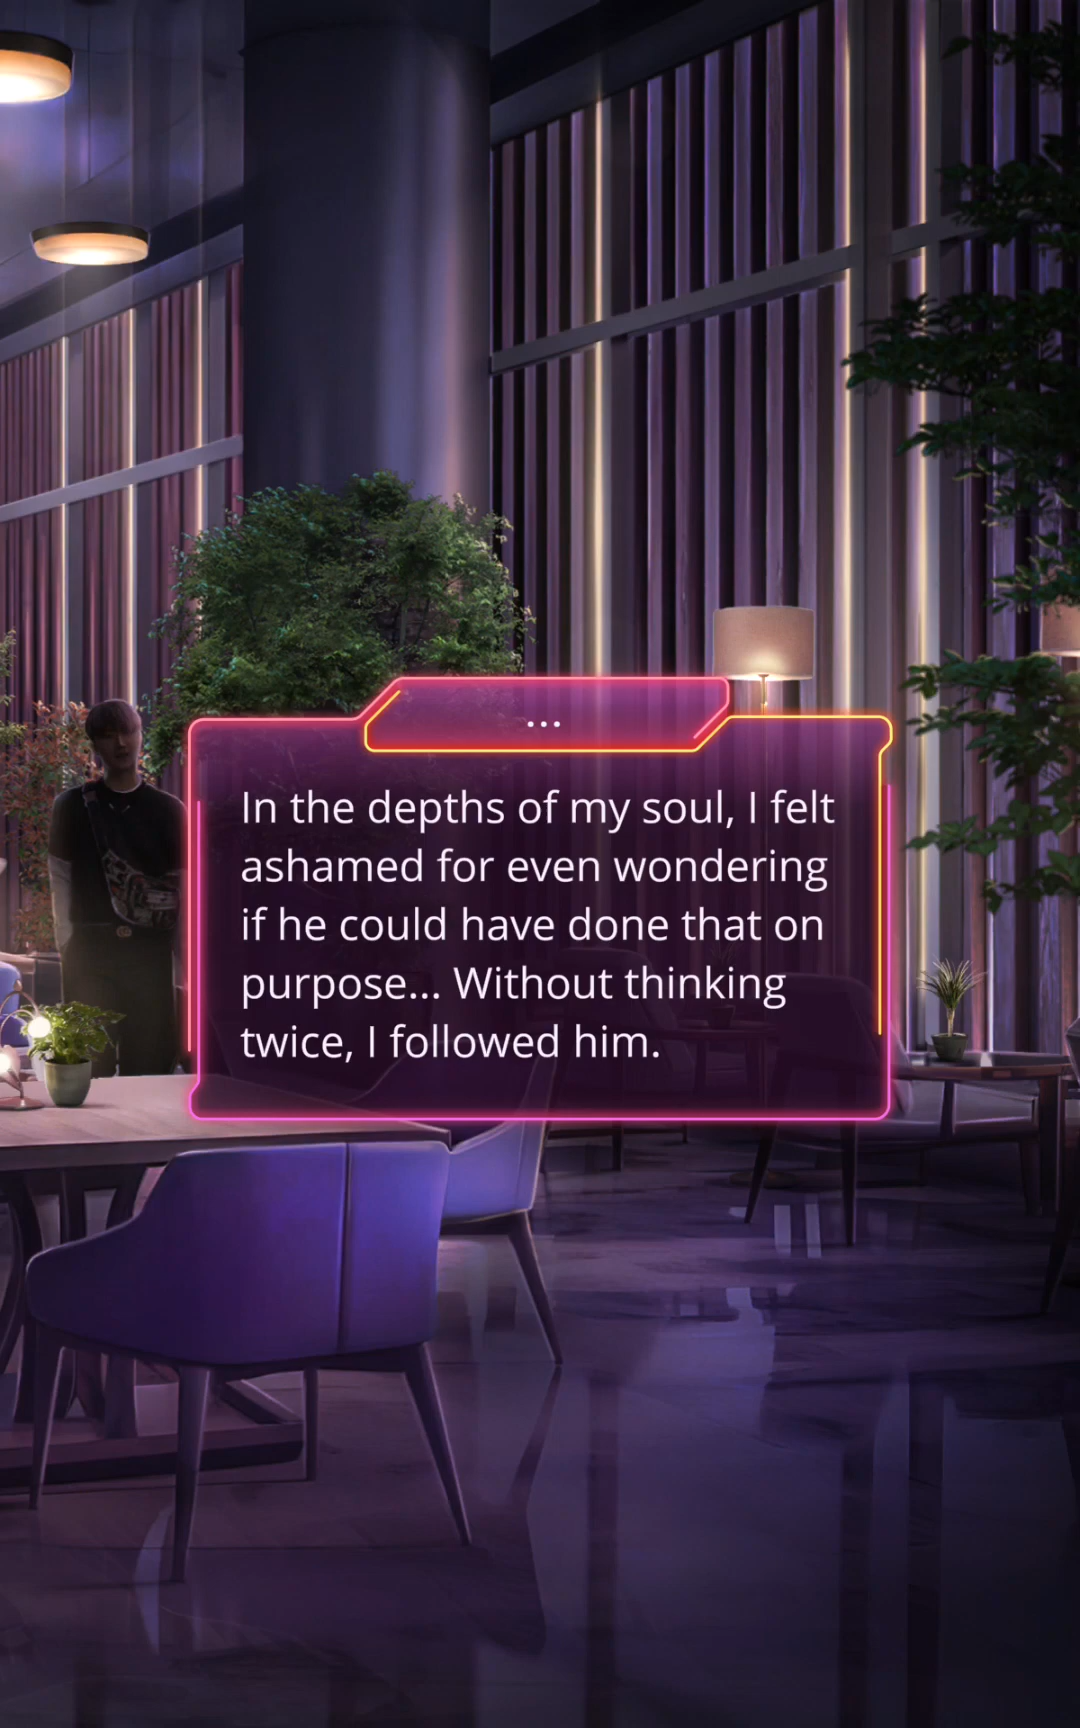 ...
In the depths of my soul, I felt
ashamed for even wondering
if he could have done that on
purpose... Without thinking
twice, I followed him.